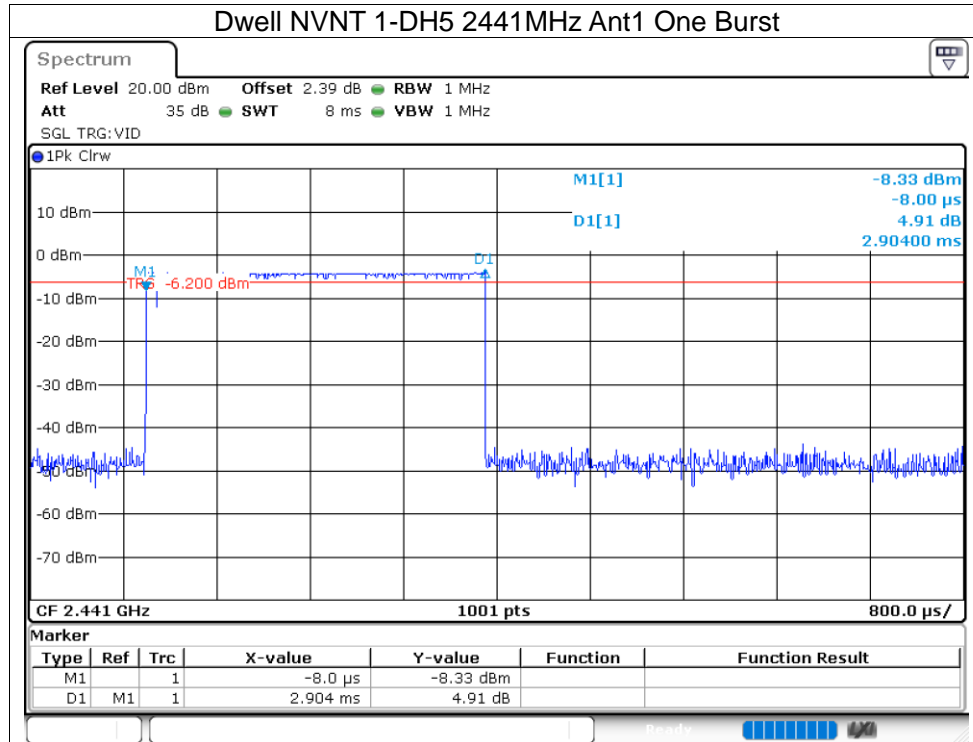 Dwell NVNT 1-DH5 2441MHz Ant1 One Burst
Spectrum
Ref Level 20.00 dBm Offset 2.39 dB RBW 1 MHz
Att 35 dB SWT 8 ms VBW 1 MHz
SGL TRG:VID
1Pk Clrw
M1[1] -8.33 dBm
-8.00 µs
10 dBm
D1[1] 4.91 dB
2.90400 ms
0 dBm
D1
M1
TRG -6.200 dBm
-10 dBm
-20 dBm
-30 dBm
-40 dBm
-50 dBm
-60 dBm
-70 dBm
CF 2.441 GHz 1001 pts 800.0 µs/
Marker
Type Ref Trc X-value Y-value Function Function Result
M1 1 -8.0 µs -8.33 dBm
D1 M1 1 2.904 ms 4.91 dB
Ready LXI